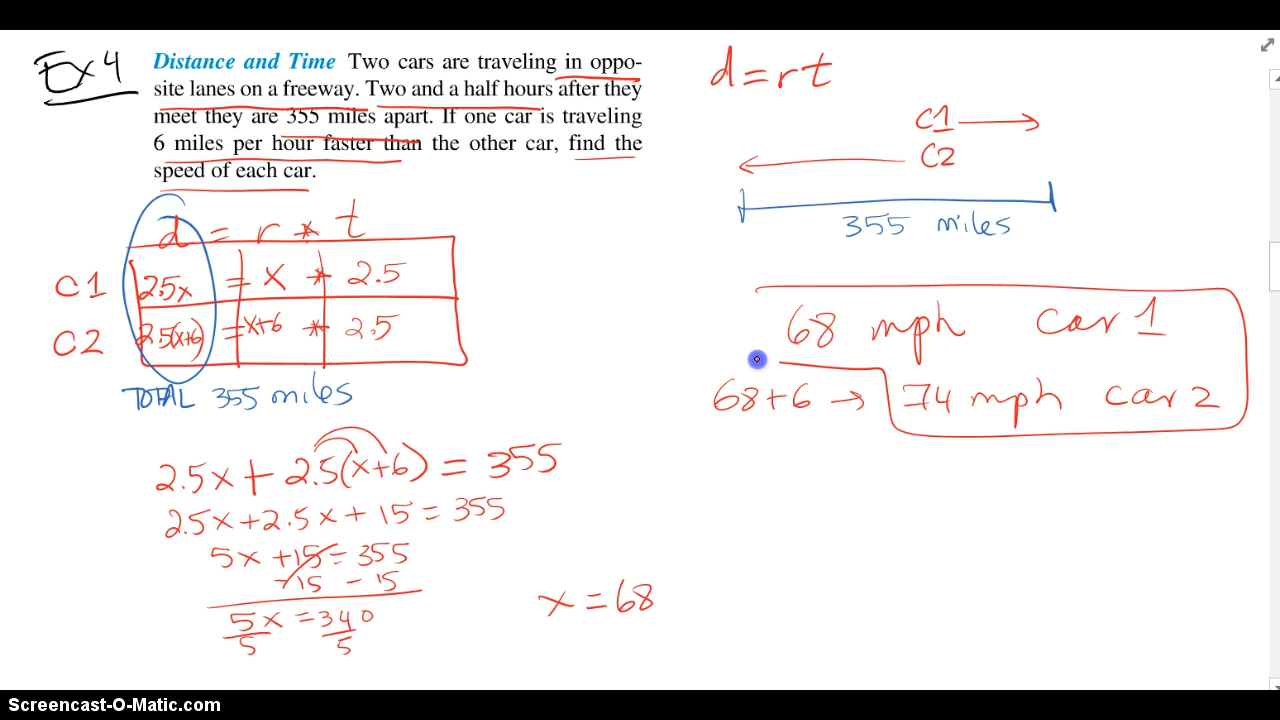 Ex 4
Distance and Time Two cars are traveling in oppo-
site lanes on a freeway. Two and a half hours after they
meet they are 355 miles apart. If one car is traveling
6 miles per hour faster than the other car, find the
speed of each car.
d = r * t
C1 2.5x = x * 2.5
C2 2.5(x+6) = x+6 * 2.5
TOTAL 355 miles
2.5x + 2.5(x+6) = 355
2.5x + 2.5x + 15 = 355
5x + 15 = 355
-15 - 15
5x = 340
5 5
x = 68
d = rt
C1
C2
355 miles
68 mph car 1
68+6 → 74 mph car 2
Screencast-O-Matic.com